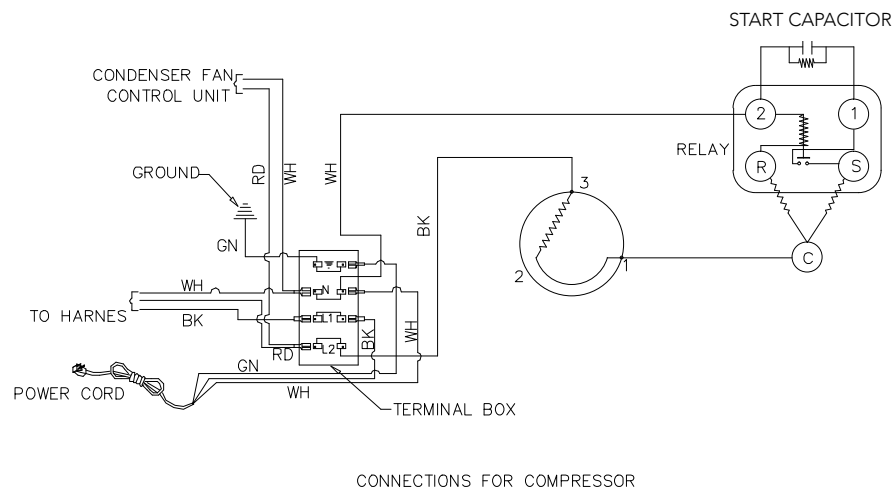 START CAPACITOR
CONDENSER FAN
CONTROL UNIT
2
1
RELAY
R
S
GROUND
RD
WH
WH
3
BK
GN
C
2
1
WH
N
TO HARNES
BK
L1
BK
WH
RD
L2
GN
POWER CORD
WH
TERMINAL BOX
CONNECTIONS FOR COMPRESSOR